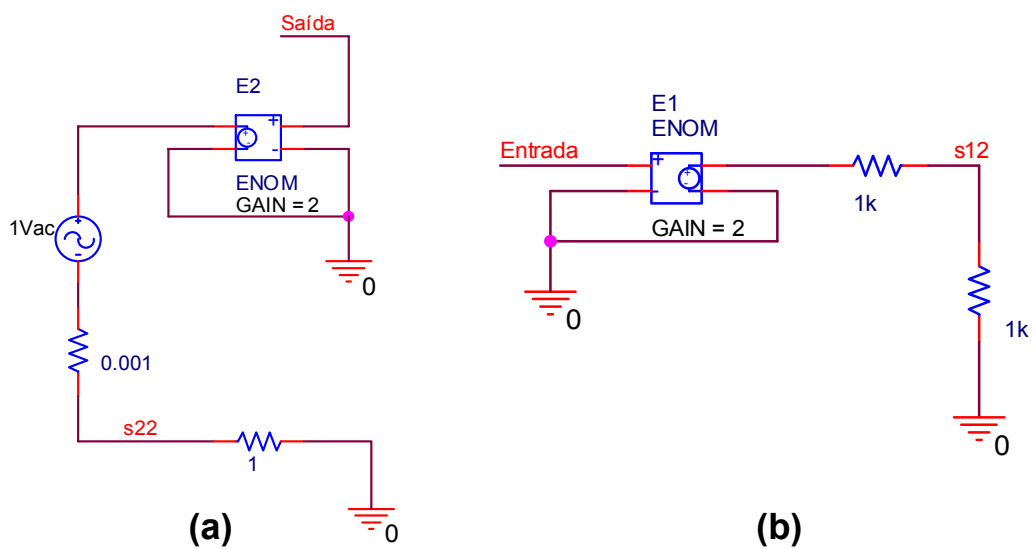 Saída
E2
+
-
ENOM
GAIN = 2
1Vac
+
-
0
0.001
s22
1
0
(a)
E1
ENOM
Entrada
+
-
GAIN = 2
s12
1k
0
1k
0
(b)